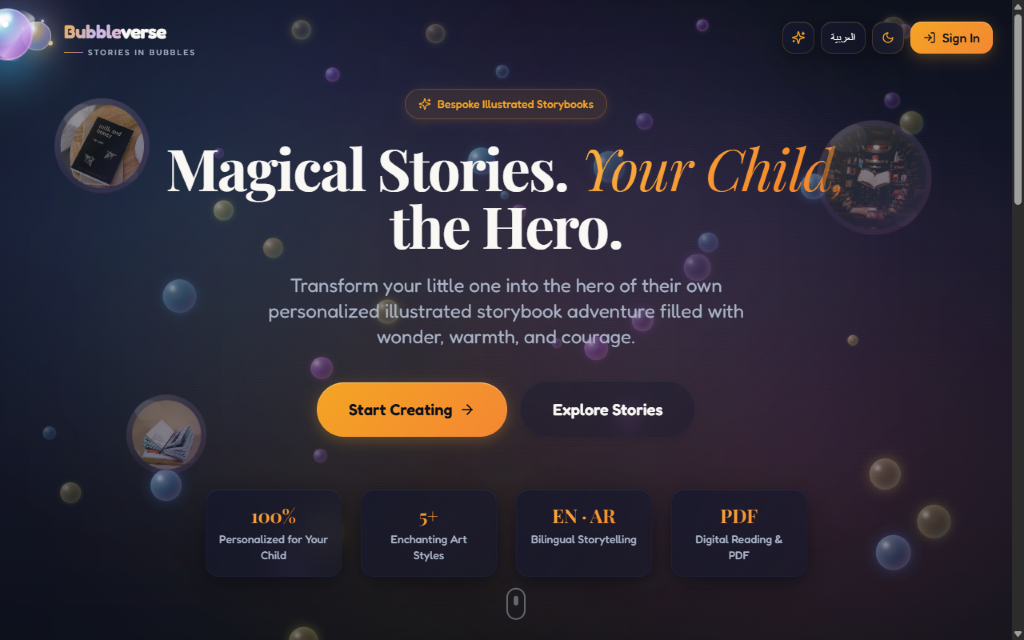 Bubbleverse
STORIES IN BUBBLES
العربية
Sign In
Bespoke Illustrated Storybooks
milk and
honey
Magical Stories. Your Child,
the Hero.
Transform your little one into the hero of their own
personalized illustrated storybook adventure filled with
wonder, warmth, and courage.
Start Creating →
Explore Stories
100%
Personalized for Your
Child
5+
Enchanting Art
Styles
EN · AR
Bilingual Storytelling
PDF
Digital Reading &
PDF